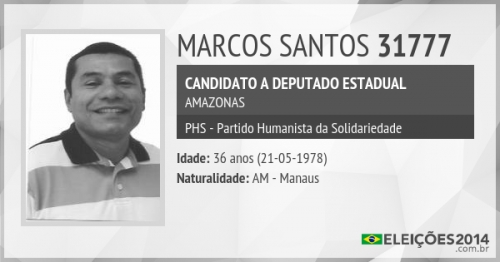 MARCOS SANTOS 31777
CANDIDATO A DEPUTADO ESTADUAL
AMAZONAS
PHS - Partido Humanista da Solidariedade
Idade: 36 anos (21-05-1978)
Naturalidade: AM - Manaus
ELEIÇÕES2014
.com.br